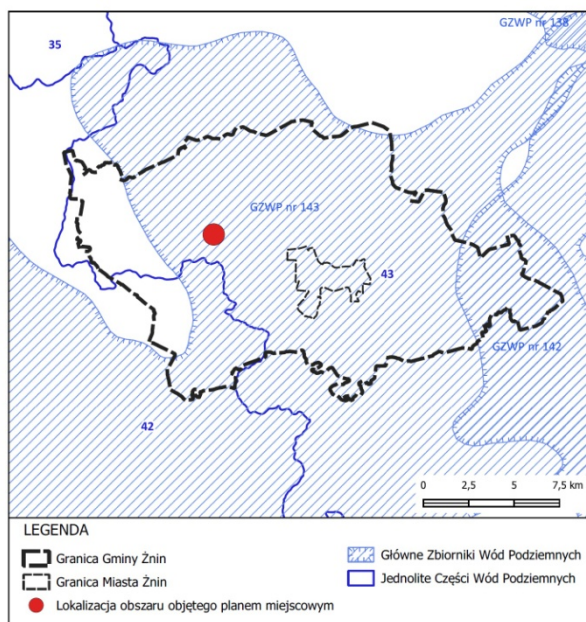 GZWP nr 138
35
GZWP nr 143
43
GZWP nr 142
42
0 2,5 5 7,5 km
LEGENDA
Granica Gminy Żnin
Granica Miasta Żnin
Lokalizacja obszaru objętego planem miejscowym
Główne Zbiorniki Wód Podziemnych
Jednolite Części Wód Podziemnych